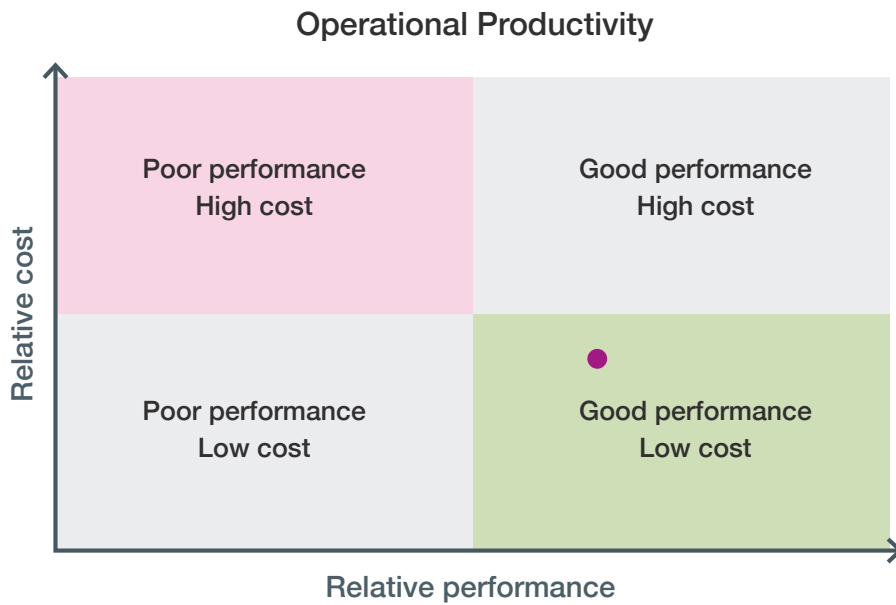 Operational Productivity
Relative cost
Poor performance
High cost
Good performance
High cost
Poor performance
Low cost
Good performance
Low cost
Relative performance